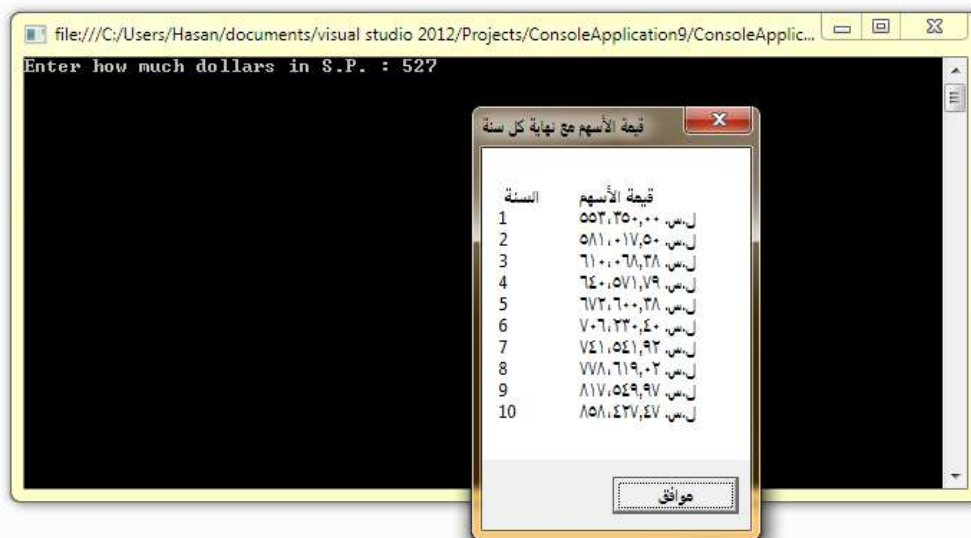 file:///C:/Users/Hasan/documents/visual studio 2012/Projects/ConsoleApplication9/ConsoleApplic...
Enter how much dollars in S.P. : 527
قيمة الأسهم مع نهاية كل سنة
السنة قيمة الأسهم
1 ل.س. ٥٥٣،٣٥٠,٠٠
2 ل.س. ٥٨١،٠١٧,٥٠
3 ل.س. ٦١٠،٠٦٨,٣٨
4 ل.س. ٦٤٠،٥٧١,٧٩
5 ل.س. ٦٧٢،٦٠٠,٣٨
6 ل.س. ٧٠٦،٢٣٠,٤٠
7 ل.س. ٧٤١،٥٤١,٩٢
8 ل.س. ٧٧٨،٦١٩,٠٢
9 ل.س. ٨١٧،٥٤٩,٩٧
10 ل.س. ٨٥٨،٤٢٧,٤٧
موافق